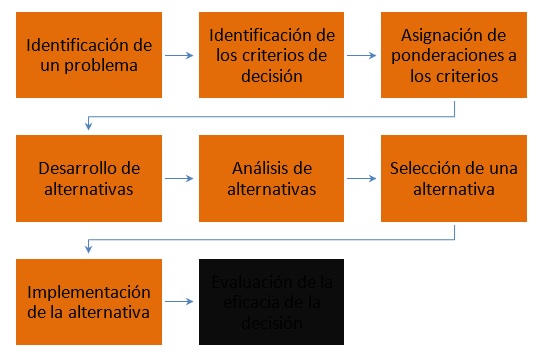 Identificación de
un problema
Identificación de
los criterios de
decisión
Asignación de
ponderaciones a
los criterios
Desarrollo de
alternativas
Análisis de
alternativas
Selección de una
alternativa
Implementación
de la alternativa
Evaluación de la
eficacia de la
decisión